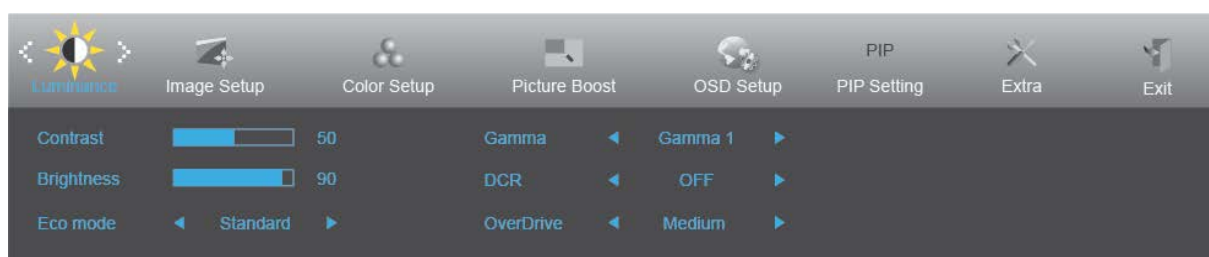 PIP
Luminance Image Setup Color Setup Picture Boost OSD Setup PIP Setting Extra Exit
Contrast 50 Gamma Gamma 1
Brightness 90 DCR OFF
Eco mode Standard OverDrive Medium